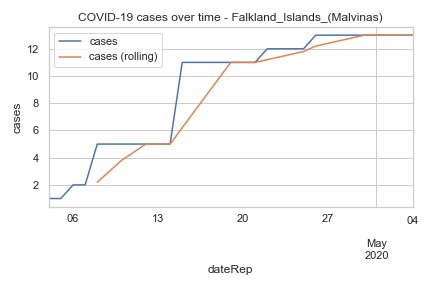 COVID-19 cases over time - Falkland_Islands_(Malvinas)
cases
cases (rolling)
12
10
8
6
4
2
cases
06
13
20
27
04
May
2020
dateRep